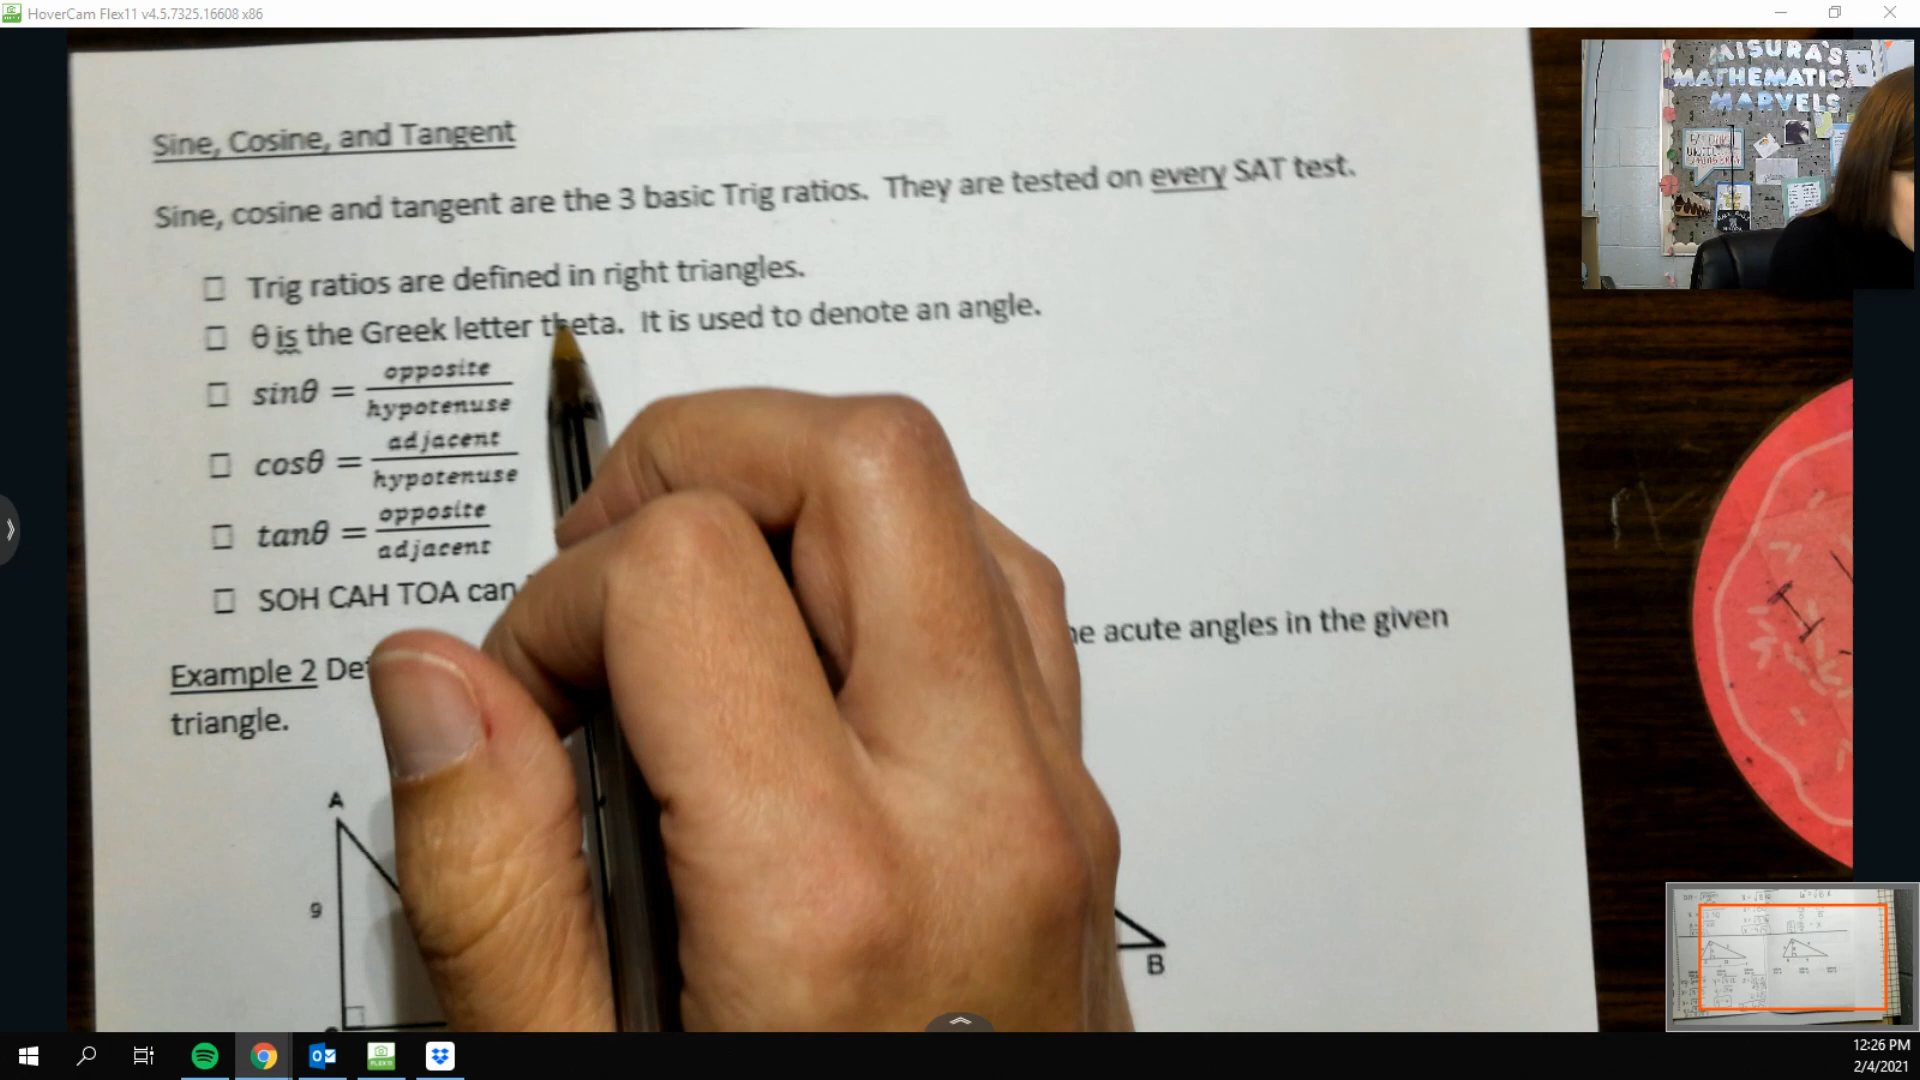 HoverCam Flex11 v4.5.7325.16608 x86
MISURA'S
MATHEMATIC
MARVELS
Sine, Cosine, and Tangent
Sine, cosine and tangent are the 3 basic Trig ratios. They are tested on every SAT test.
□ Trig ratios are defined in right triangles.
□ θ is the Greek letter theta. It is used to denote an angle.
□ sinθ = opposite/hypotenuse
□ cosθ = adjacent/hypotenuse
□ tanθ = opposite/adjacent
□ SOH CAH TOA can
Example 2 acute angles in the given
triangle.
A
9
B
12:26 PM
2/4/2021